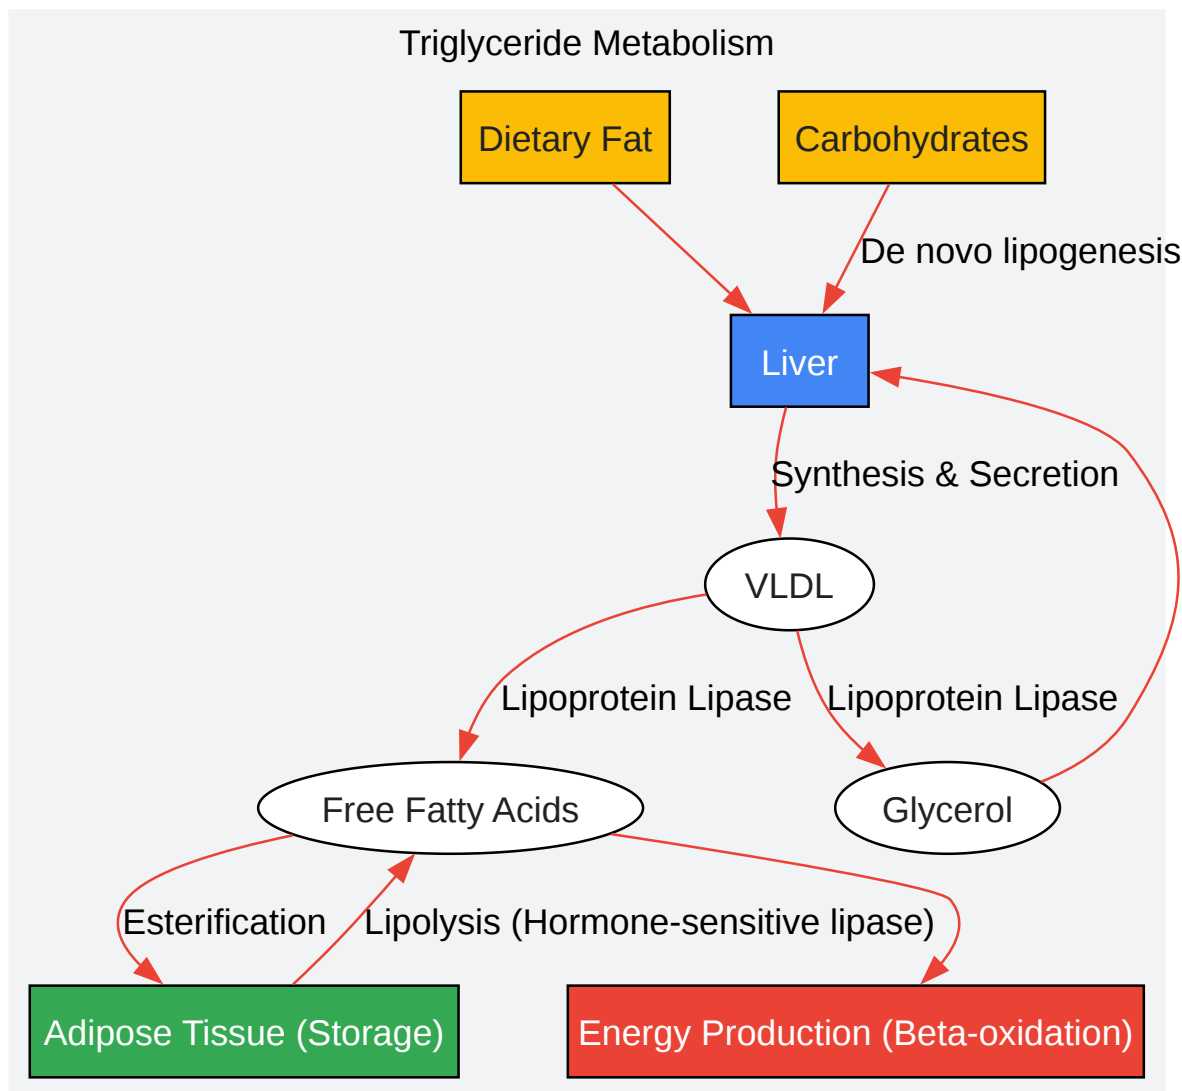 Triglyceride Metabolism
Dietary Fat
Carbohydrates
De novo lipogenesis
Liver
Synthesis & Secretion
VLDL
Lipoprotein Lipase
Lipoprotein Lipase
Free Fatty Acids
Glycerol
Esterification
Lipolysis (Hormone-sensitive lipase)
Adipose Tissue (Storage)
Energy Production (Beta-oxidation)